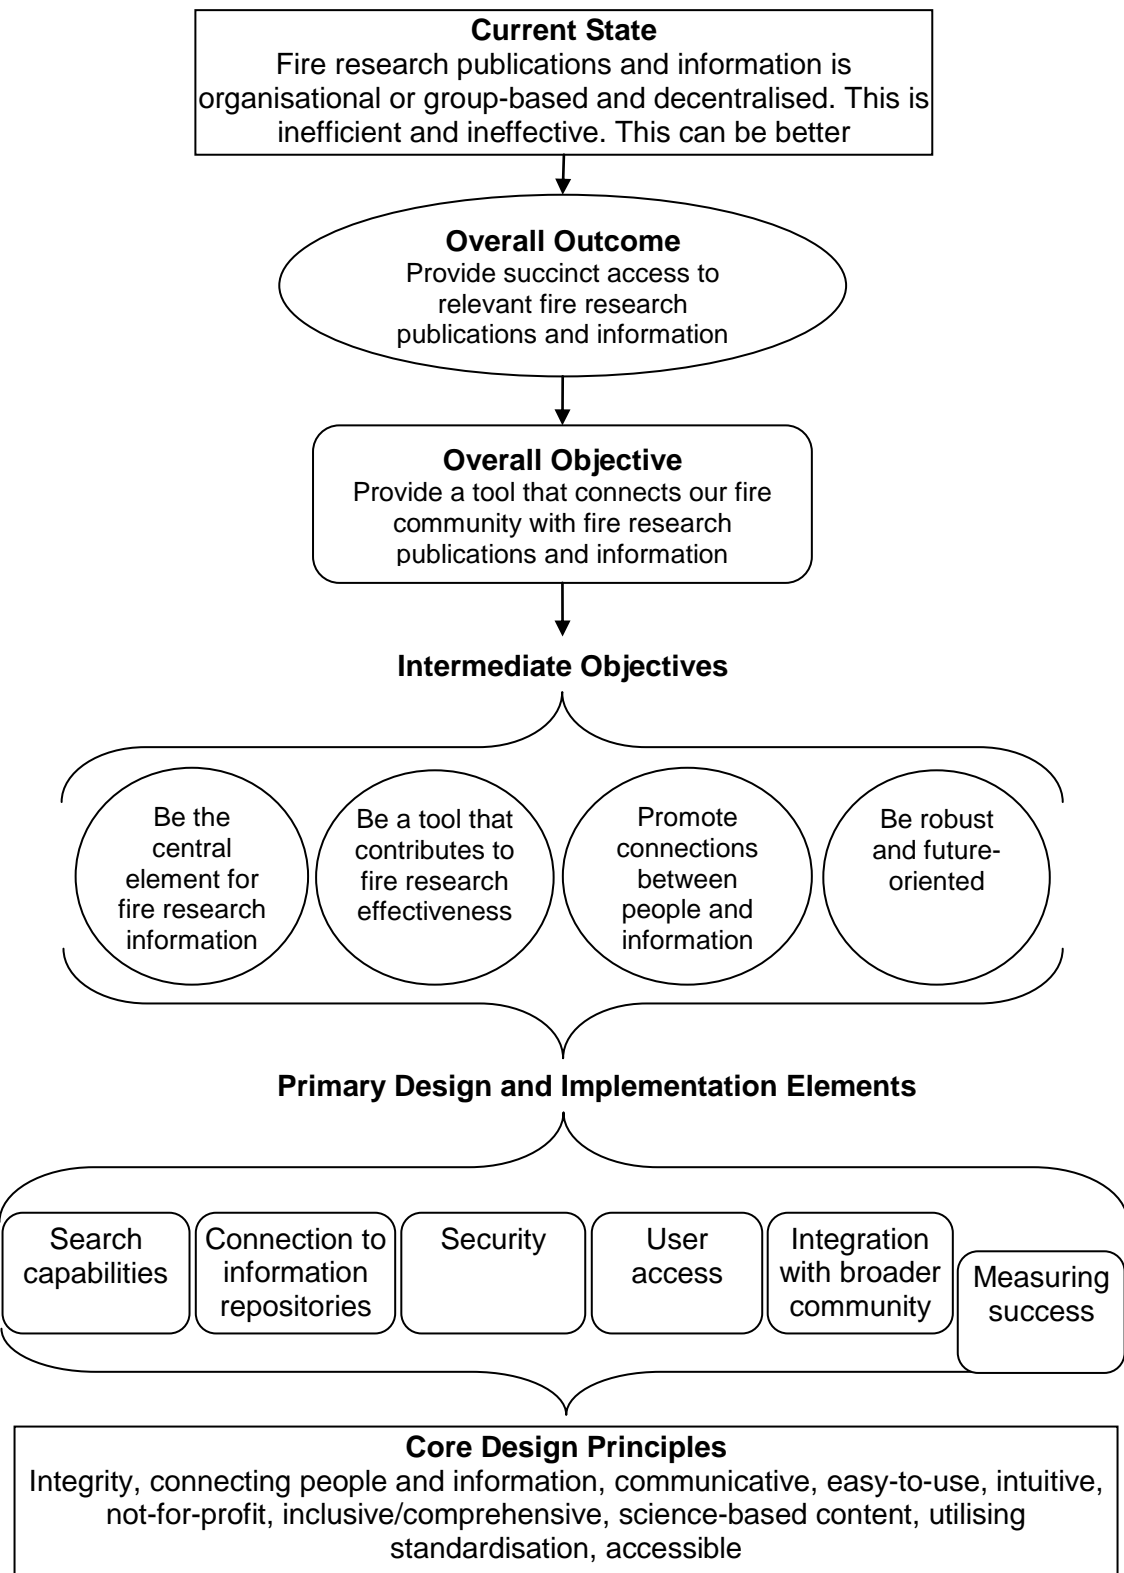 Current State
Fire research publications and information is
organisational or group-based and decentralised. This is
inefficient and ineffective. This can be better
Overall Outcome
Provide succinct access to
relevant fire research
publications and information
Overall Objective
Provide a tool that connects our fire
community with fire research
publications and information
Intermediate Objectives
Be the
central
element for
fire research
information
Be a tool that
contributes to
fire research
effectiveness
Promote
connections
between
people and
information
Be robust
and future-
oriented
Primary Design and Implementation Elements
Search
capabilities
Connection to
information
repositories
Security
User
access
Integration
with broader
community
Measuring
success
Core Design Principles
Integrity, connecting people and information, communicative, easy-to-use, intuitive,
not-for-profit, inclusive/comprehensive, science-based content, utilising
standardisation, accessible